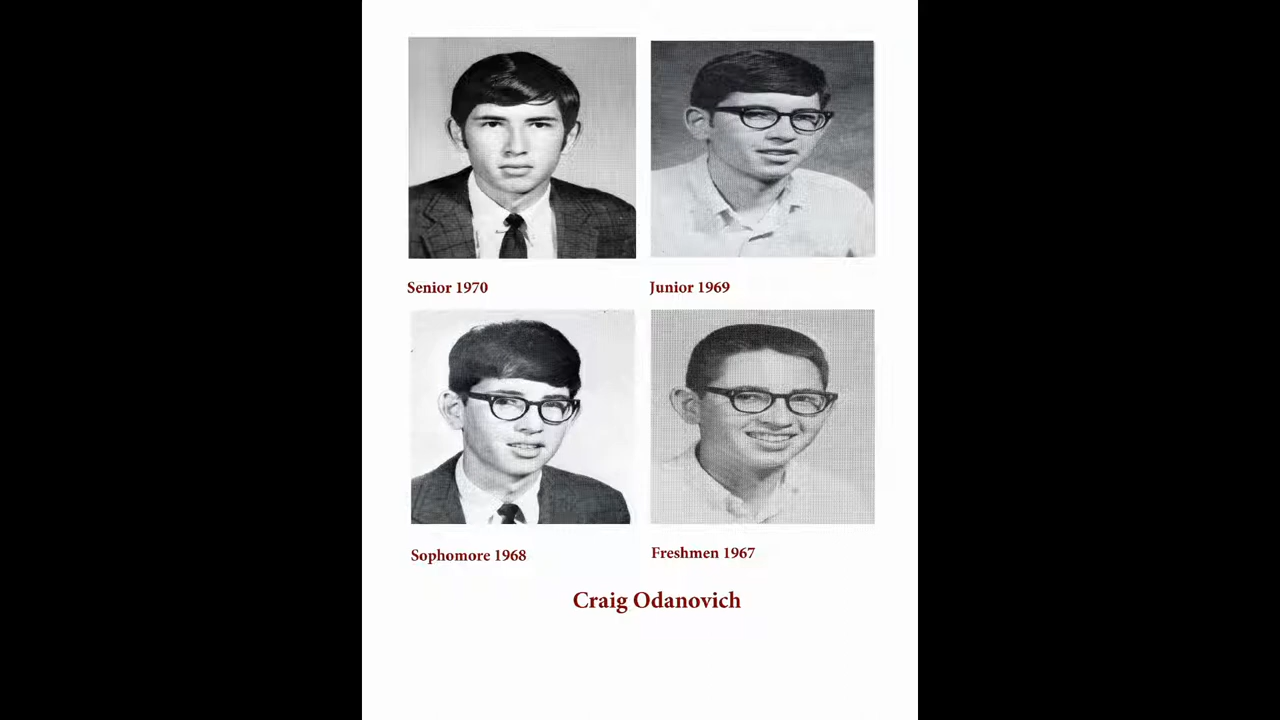 Senior 1970
Junior 1969
Sophomore 1968
Freshmen 1967
Craig Odanovich